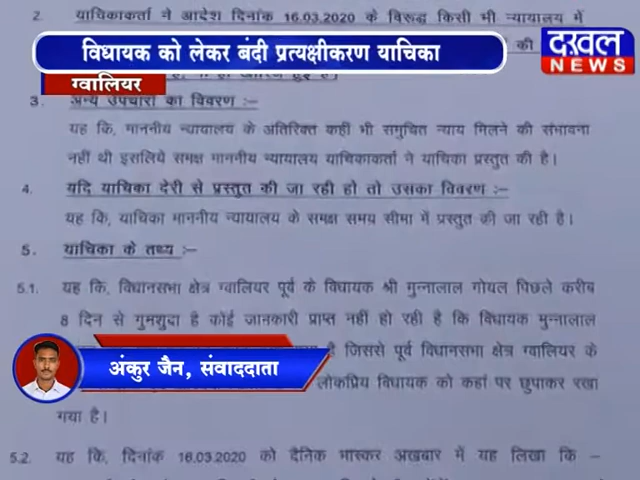 2. याचिकाकर्ता ने आदेश दिनांक 16.03.2020 के विरूद्ध किसी भी न्यायालय में
विधायक को लेकर बंदी प्रत्यक्षीकरण याचिका
की
दखल
NEWS
ग्वालियर
3. अन्य उपचारों का विवरण :–
यह कि, माननीय न्यायालय के अतिरिक्त कहीं भी समुचित न्याय मिलने की संभावना
नहीं थी इसलिये समक्ष माननीय न्यायालय याचिकाकर्ता ने याचिका प्रस्तुत की है।
4. यदि याचिका देरी से प्रस्तुत की जा रही हो तो उसका विवरण :–
यह कि, याचिका माननीय न्यायालय के समक्ष समय सीमा में प्रस्तुत की जा रही है।
5. याचिका के तथ्य :–
5.1. यह कि, विधानसभा क्षेत्र ग्वालियर पूर्व के विधायक श्री मुन्नालाल गोयल पिछले करीब
8 दिन से गुमशुदा है कोई जानकारी प्राप्त नहीं हो रही है कि विधायक मुन्नालाल
है जिससे पूर्व विधानसभा क्षेत्र ग्वालियर के
अंकुर जैन, संवाददाता
लोकप्रिय विधायक को कहां पर छुपाकर रखा
गया है।
5.2. यह कि, दिनांक 16.03.2020 को दैनिक भास्कर अखबार में यह लिखा कि –